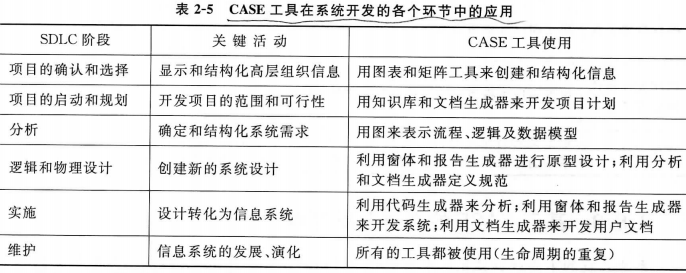 表 2-5 CASE 工具在系统开发的各个环节中的应用
SDLC 阶段 关键活动 CASE 工具使用
项目的确认和选择 显示和结构化高层组织信息 用图表和矩阵工具来创建和结构化信息
项目的启动和规划 开发项目的范围和可行性 用知识库和文档生成器来开发项目计划
分析 确定和结构化系统需求 用图来表示流程、逻辑及数据模型
逻辑和物理设计 创建新的系统设计 利用窗体和报告生成器进行原型设计;利用分析
和文档生成器定义规范
实施 设计转化为信息系统 利用代码生成器来分析;利用窗体和报告生成器
来开发系统;利用文档生成器来开发用户文档
维护 信息系统的发展、演化 所有的工具都被使用(生命周期的重复)